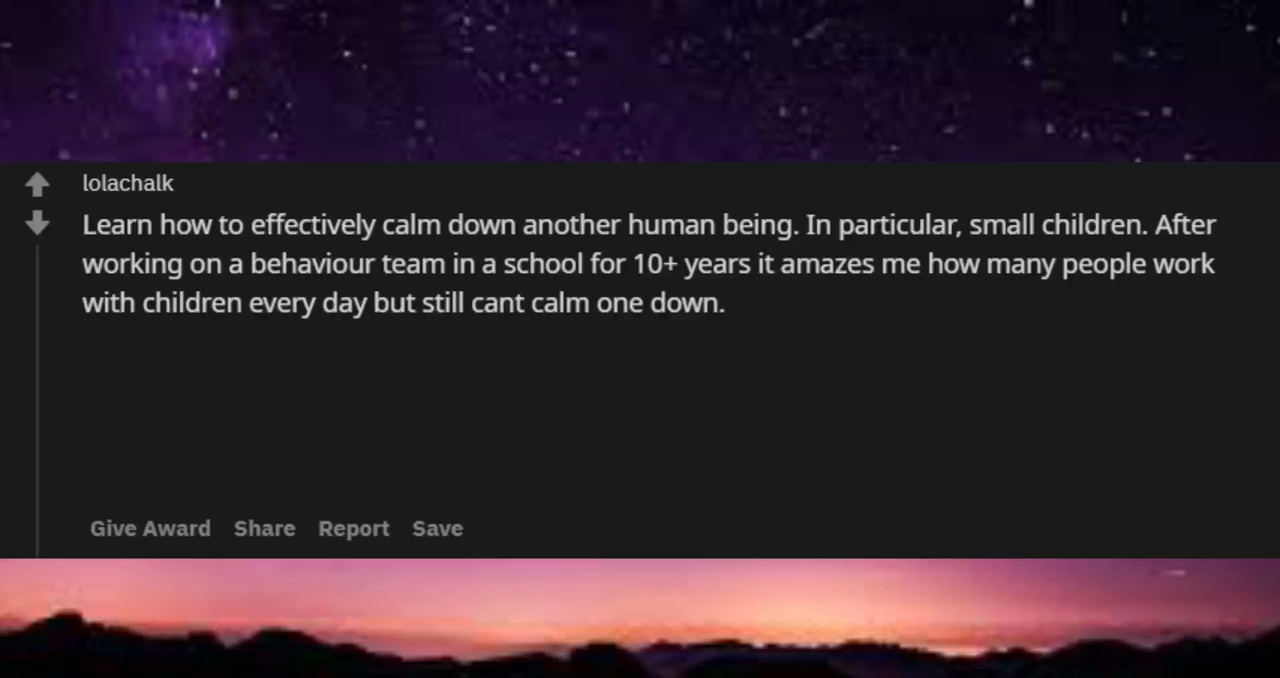 lolachalk
Learn how to effectively calm down another human being. In particular, small children. After
working on a behaviour team in a school for 10+ years it amazes me how many people work
with children every day but still cant calm one down.
Give Award Share Report Save